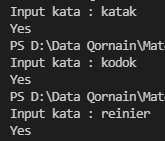 Input kata : katak
Yes
PS D:\Data Qornain\Mat
Input kata : kodok
Yes
PS D:\Data Qornain\Mat
Input kata : reinier
Yes